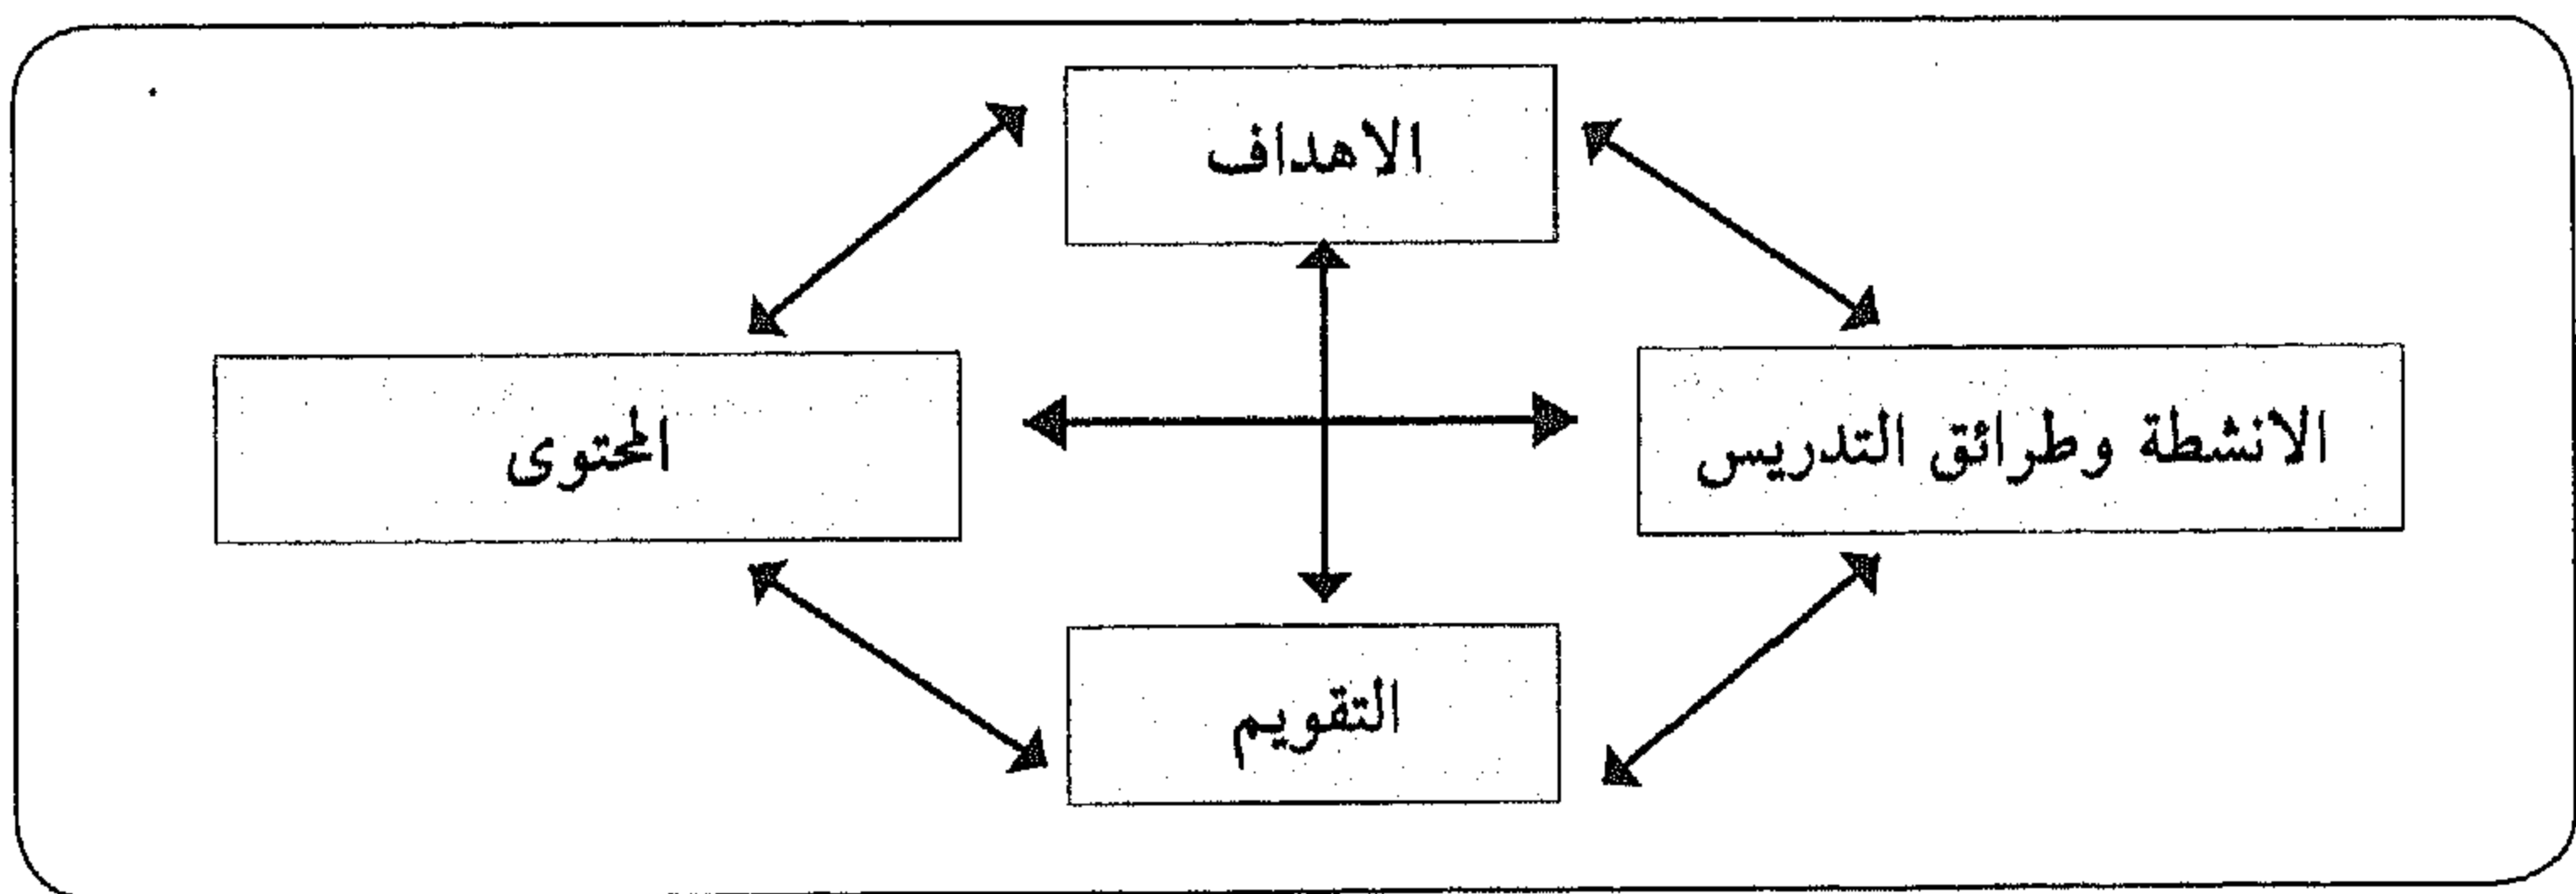 الاهداف
الانشطة وطرائق التدريس
المحتوى
التقويم